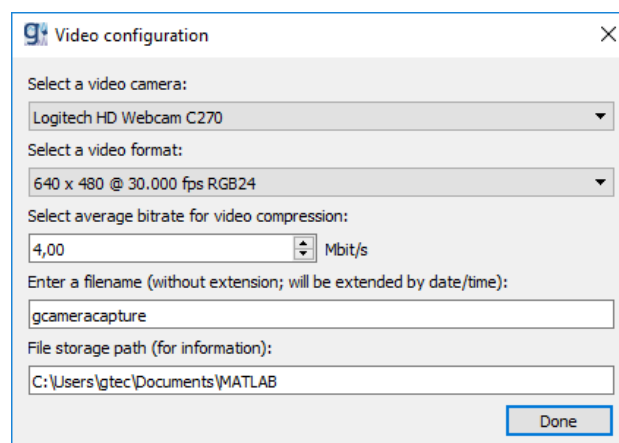 g
Video configuration
Select a video camera:
Logitech HD Webcam C270
Select a video format:
640 x 480 @ 30.000 fps RGB24
Select average bitrate for video compression:
4,00 Mbit/s
Enter a filename (without extension; will be extended by date/time):
gcameracapture
File storage path (for information):
C:\Users\gtec\Documents\MATLAB
Done